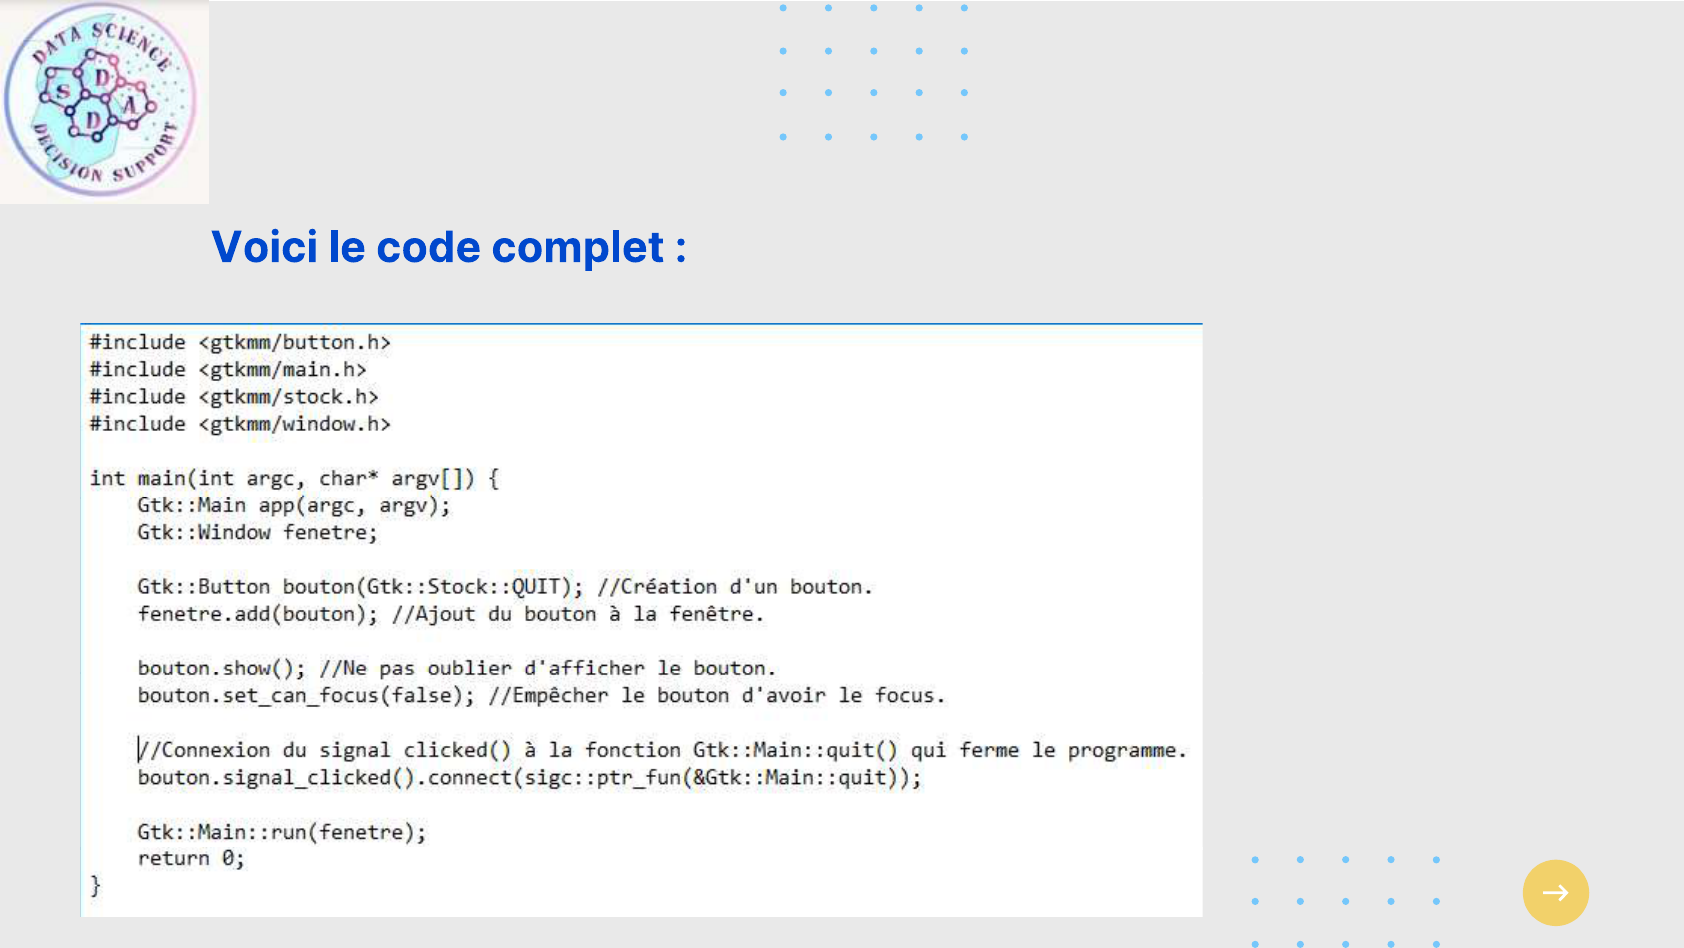 DATA SCIENCE
S D
D A
DECISION SUPPORT
Voici le code complet :
#include <gtkmm/button.h>
#include <gtkmm/main.h>
#include <gtkmm/stock.h>
#include <gtkmm/window.h>
int main(int argc, char* argv[]) {
    Gtk::Main app(argc, argv);
    Gtk::Window fenetre;
    Gtk::Button bouton(Gtk::Stock::QUIT); //Création d'un bouton.
    fenetre.add(bouton); //Ajout du bouton à la fenêtre.
    bouton.show(); //Ne pas oublier d'afficher le bouton.
    bouton.set_can_focus(false); //Empêcher le bouton d'avoir le focus.
    //Connexion du signal clicked() à la fonction Gtk::Main::quit() qui ferme le programme.
    bouton.signal_clicked().connect(sigc::ptr_fun(&Gtk::Main::quit));
    Gtk::Main::run(fenetre);
    return 0;
}